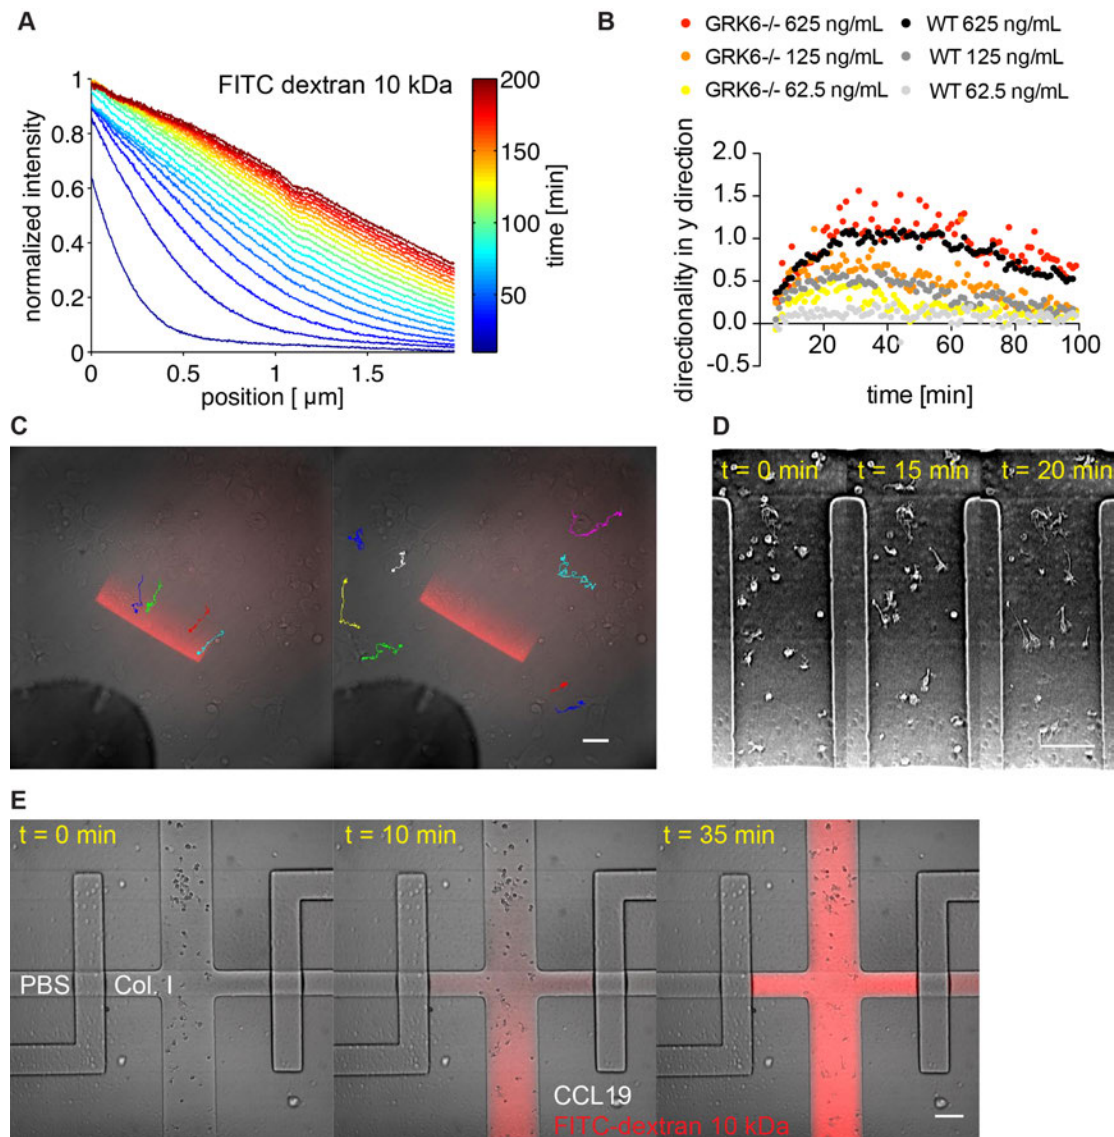 A
FITC dextran 10 kDa
normalized intensity
1
0.8
0.6
0.4
0.2
0
0
0.5
1
1.5
position [ µm]
200
150
100
50
time [min]
B
GRK6-/- 625 ng/mL
WT 625 ng/mL
GRK6-/- 125 ng/mL
WT 125 ng/mL
GRK6-/- 62.5 ng/mL
WT 62.5 ng/mL
directionality in y direction
2.0
1.5
1.0
0.5
0.0
-0.5
20
40
60
80
100
time [min]
C
D
t = 0 min
t = 15 min
t = 20 min
E
t = 0 min
t = 10 min
t = 35 min
PBS
Col. I
CCL19
FITC-dextran 10 kDa